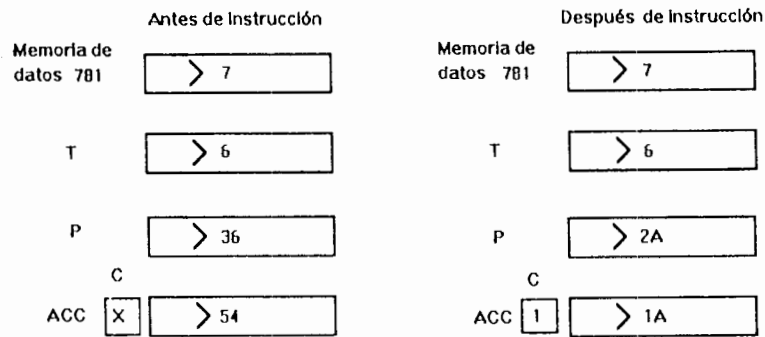 Antes de Instrucción
Después de Instrucción
Memoria de
datos 781
> 7
Memoria de
datos 781
> 7
T
> 6
T
> 6
P
> 36
P
> 2A
C
ACC
X
> 54
C
ACC
1
> 1A